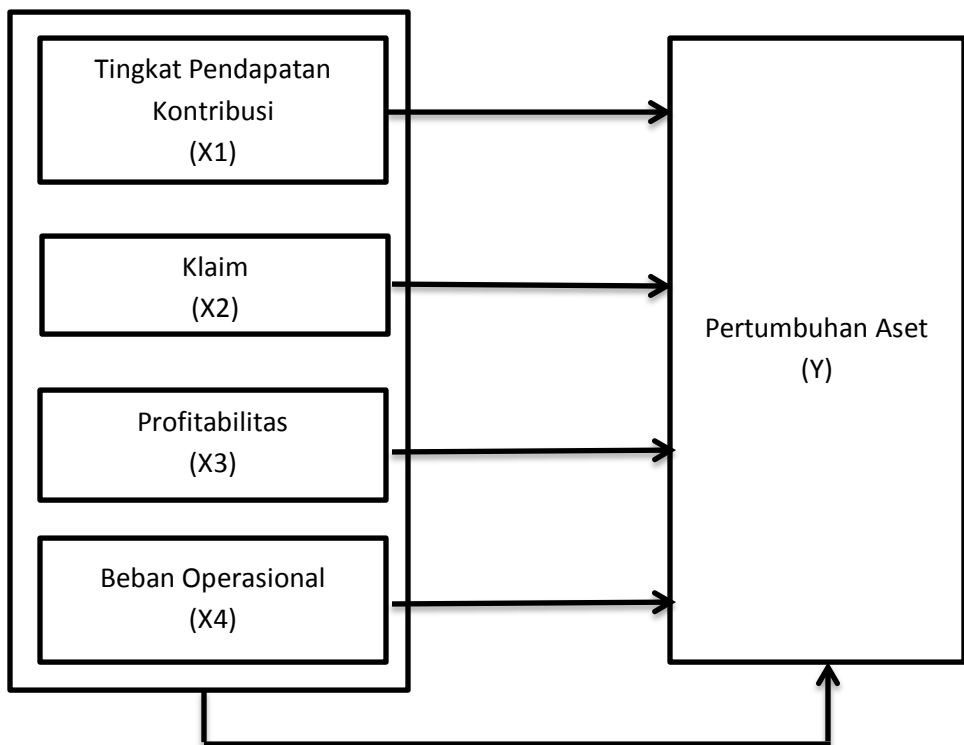 Tingkat Pendapatan
Kontribusi
(X1)
Klaim
(X2)
Profitabilitas
(X3)
Beban Operasional
(X4)
Pertumbuhan Aset
(Y)